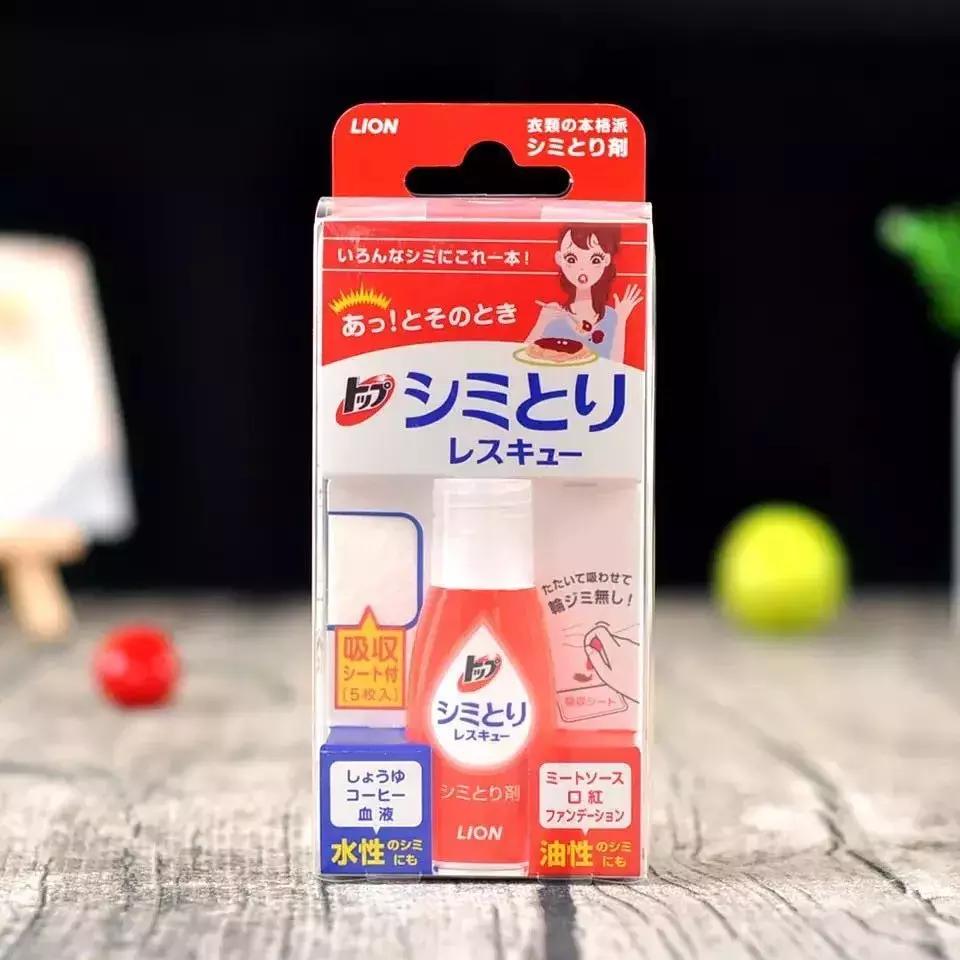 LION
衣類の本格派
シミとり剤
いろんなシミにこれ一本!
あっ!とそのとき
トップ シミとり
レスキュー
たたいて吸わせて
輪ジミ無し!
吸収
シート付
[5枚入]
吸収シート
トップ
シミとり
レスキュー
シミとり剤
LION
しょうゆ
コーヒー
血液
水性のシミ
にも
ミートソース
口紅
ファンデーション
油性のシミ
にも